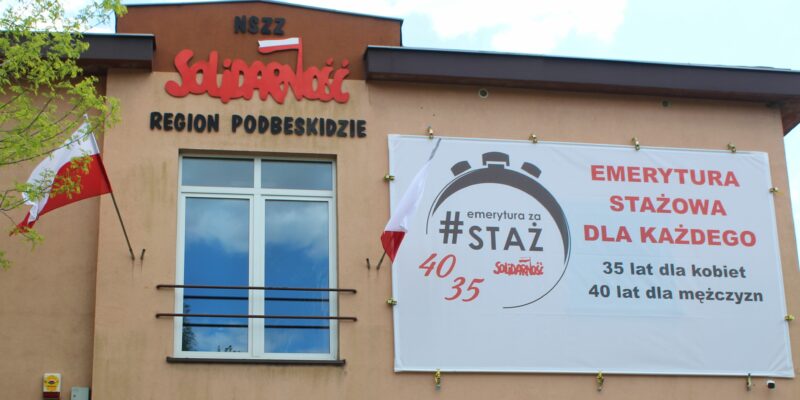 NSZZ
SOLIDARNOŚĆ
REGION PODBESKIDZIE
emerytura za
#STAŻ
SOLIDARNOŚĆ
40
35
EMERYTURA
STAŻOWA
DLA KAŻDEGO
35 lat dla kobiet
40 lat dla mężczyzn